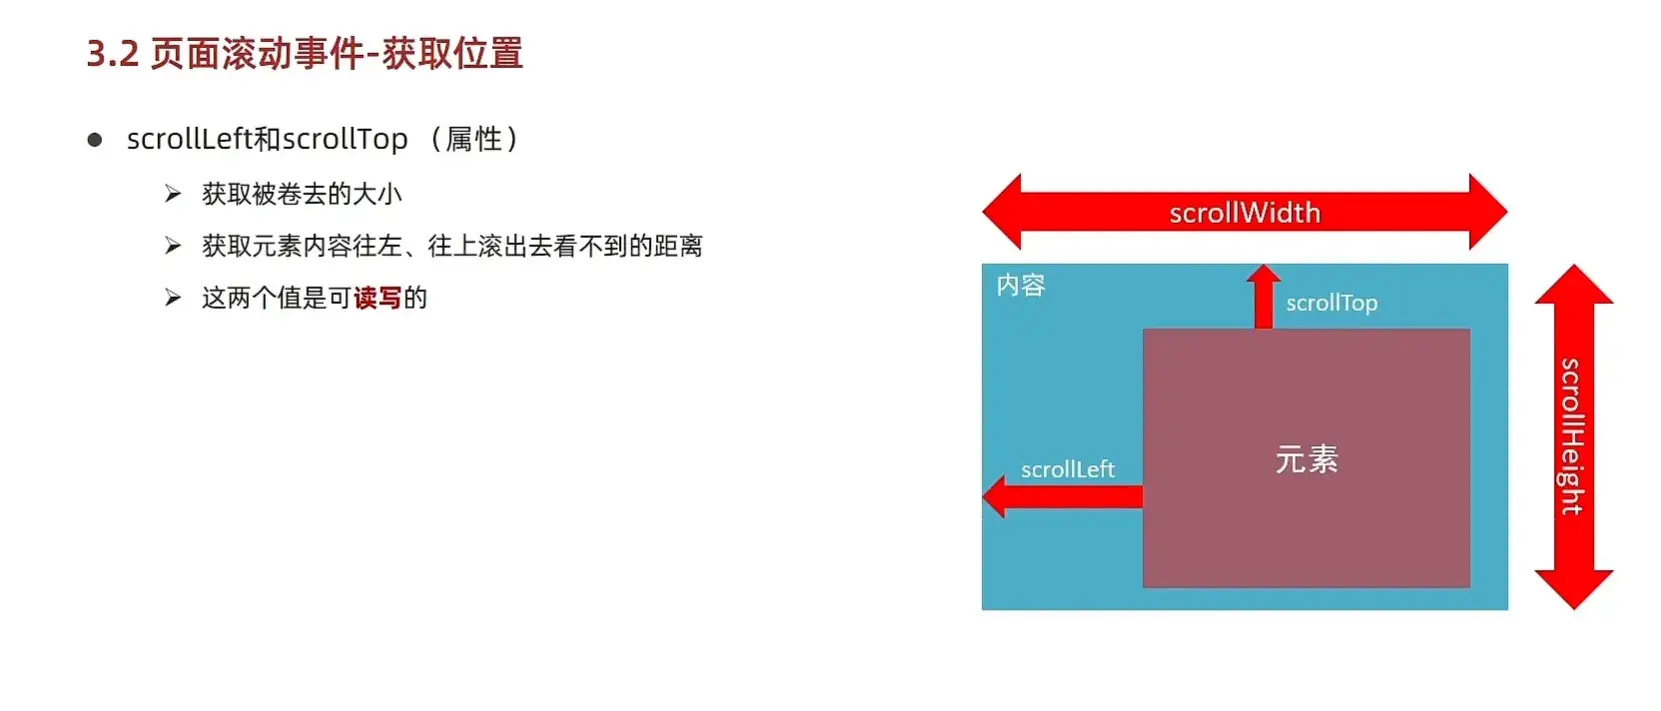 3.2 页面滚动事件-获取位置
● scrollLeft和scrollTop （属性）
➢ 获取被卷去的大小
➢ 获取元素内容往左、往上滚出去看不到的距离
➢ 这两个值是可读写的
scrollWidth
内容
scrollTop
scrollLeft
元素
scrollHeight